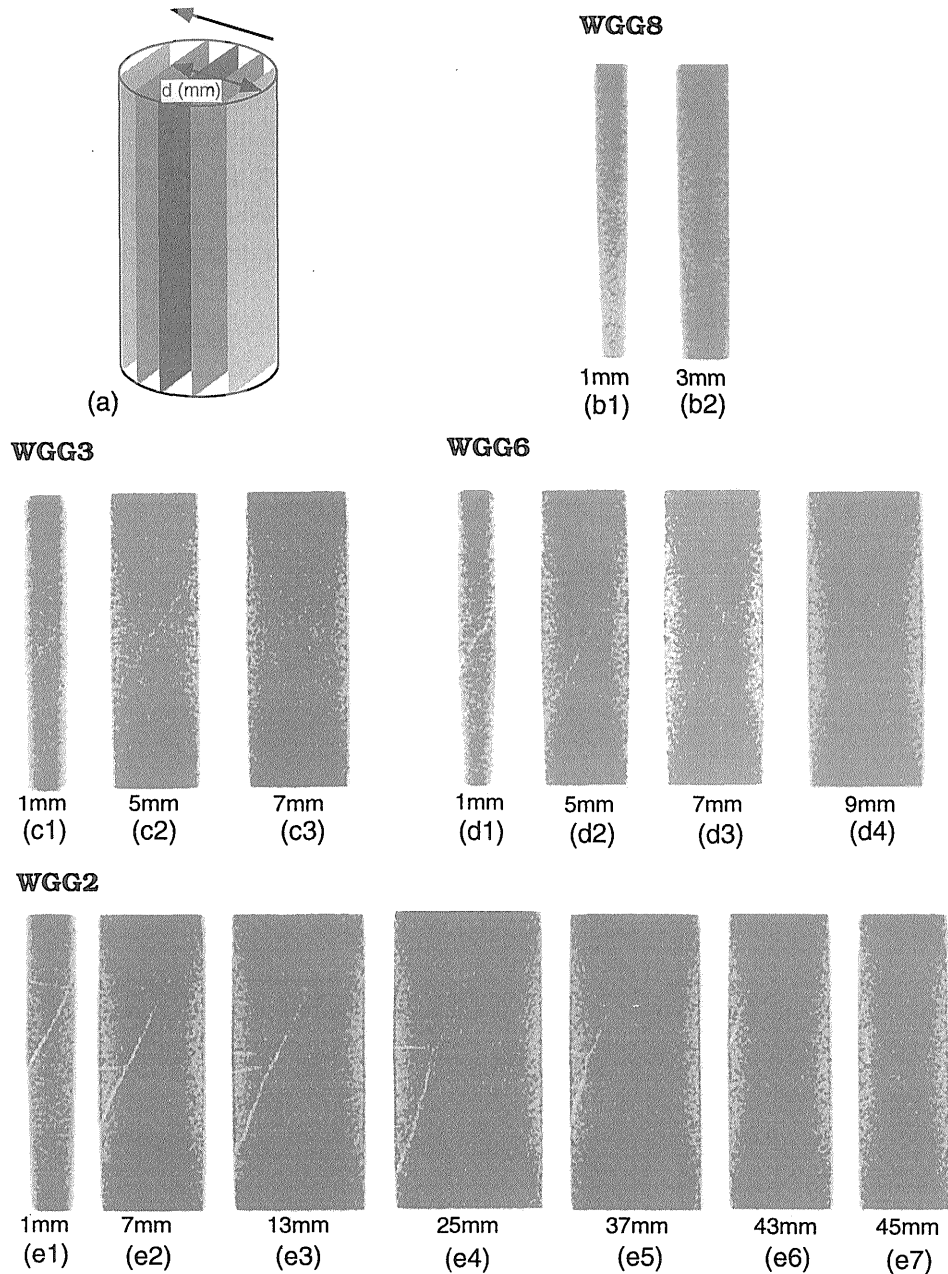 WGG8
d (mm)
(a)
1mm 3mm
(b1) (b2)
WGG3
1mm 5mm 7mm
(c1) (c2) (c3)
WGG6
1mm 5mm 7mm 9mm
(d1) (d2) (d3) (d4)
WGG2
1mm 7mm 13mm 25mm 37mm 43mm 45mm
(e1) (e2) (e3) (e4) (e5) (e6) (e7)